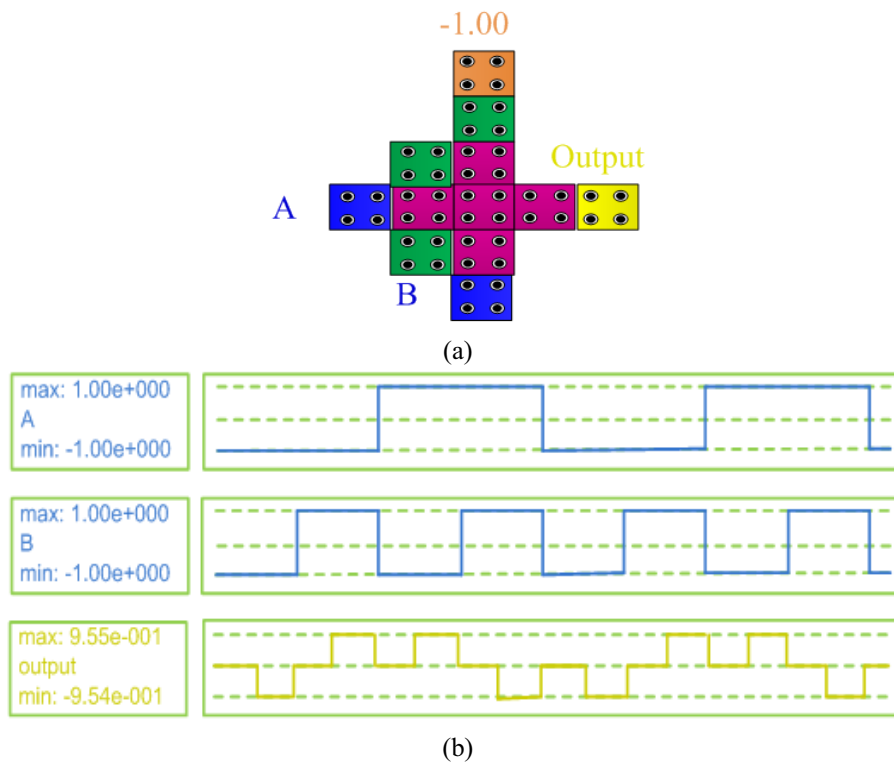 -1.00
Output
A
B
(a)
max: 1.00e+000
A
min: -1.00e+000
max: 1.00e+000
B
min: -1.00e+000
max: 9.55e-001
output
min: -9.54e-001
(b)